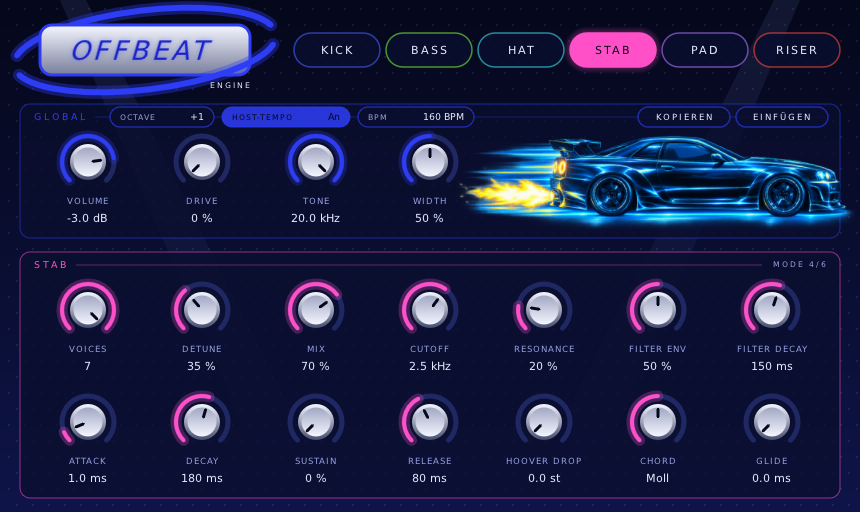 OFFBEAT
ENGINE
KICK
BASS
HAT
STAB
PAD
RISER
GLOBAL
OCTAVE +1
HOST-TEMPO An
BPM 160 BPM
KOPIEREN
EINFÜGEN
VOLUME DRIVE TONE WIDTH
-3.0 dB 0 % 20.0 kHz 50 %
STAB MODE 4/6
VOICES DETUNE MIX CUTOFF RESONANCE FILTER ENV FILTER DECAY
7 35 % 70 % 2.5 kHz 20 % 50 % 150 ms
ATTACK DECAY SUSTAIN RELEASE HOOVER DROP CHORD GLIDE
1.0 ms 180 ms 0 % 80 ms 0.0 st Moll 0.0 ms